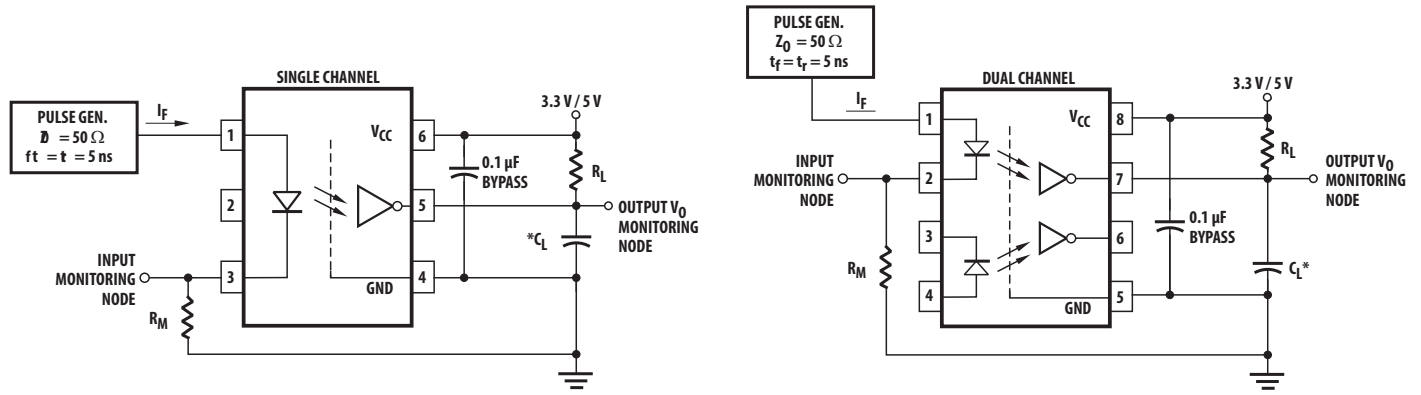 SINGLE CHANNEL
PULSE GEN.
= 50 Ω
f t = t = 5 ns
I_F
1
2
3
V_CC
6
5
4
GND
3.3 V / 5 V
0.1 µF
BYPASS
R_L
*C_L
OUTPUT V_O
MONITORING
NODE
INPUT
MONITORING
NODE
R_M
PULSE GEN.
Z_O = 50 Ω
t_f = t_r = 5 ns
DUAL CHANNEL
I_F
1
2
3
4
V_CC
8
7
6
5
GND
3.3 V / 5 V
R_L
0.1 µF
BYPASS
C_L*
OUTPUT V_O
MONITORING
NODE
INPUT
MONITORING
NODE
R_M